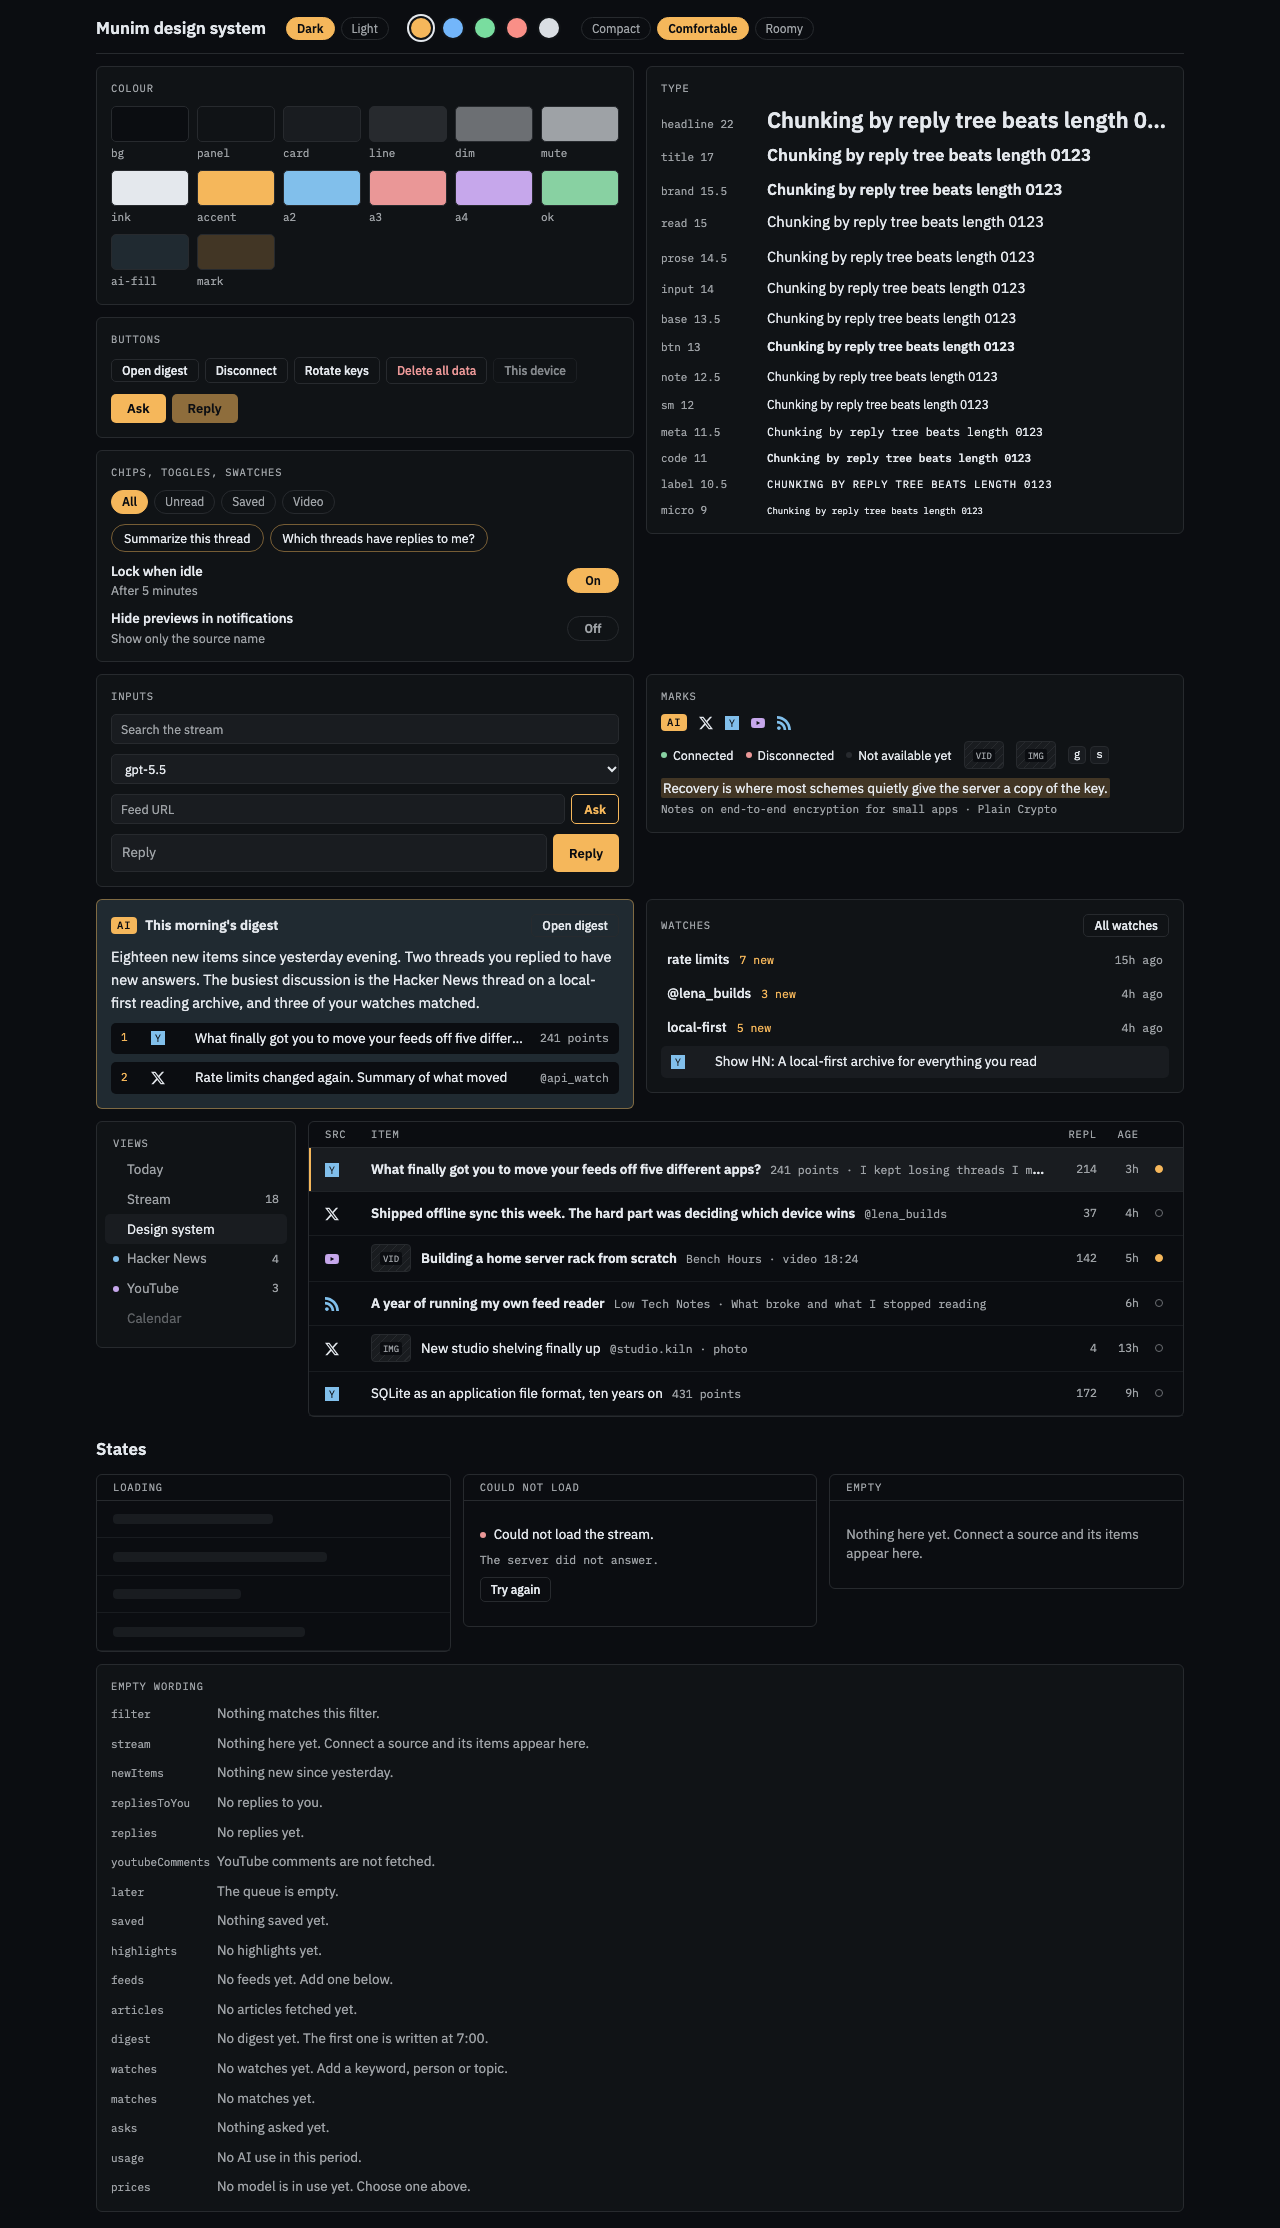 Munim design system
Dark
Light
Compact
Comfortable
Roomy
COLOUR
bg
panel
card
line
dim
mute
ink
accent
a2
a3
a4
ok
ai-fill
mark
TYPE
headline 22 Chunking by reply tree beats length 0...
title 17 Chunking by reply tree beats length 0123
brand 15.5 Chunking by reply tree beats length 0123
read 15 Chunking by reply tree beats length 0123
prose 14.5 Chunking by reply tree beats length 0123
input 14 Chunking by reply tree beats length 0123
base 13.5 Chunking by reply tree beats length 0123
btn 13 Chunking by reply tree beats length 0123
note 12.5 Chunking by reply tree beats length 0123
sm 12 Chunking by reply tree beats length 0123
meta 11.5 Chunking by reply tree beats length 0123
code 11 Chunking by reply tree beats length 0123
label 10.5 CHUNKING BY REPLY TREE BEATS LENGTH 0123
micro 9 Chunking by reply tree beats length 0123
BUTTONS
Open digest
Disconnect
Rotate keys
Delete all data
This device
Ask
Reply
CHIPS, TOGGLES, SWATCHES
All
Unread
Saved
Video
Summarize this thread
Which threads have replies to me?
Lock when idle
After 5 minutes
On
Hide previews in notifications
Show only the source name
Off
INPUTS
Search the stream
gpt-5.5
Feed URL
Ask
Reply
Reply
MARKS
AI
Y
Connected
Disconnected
Not available yet
VID
IMG
g
s
Recovery is where most schemes quietly give the server a copy of the key.
Notes on end-to-end encryption for small apps · Plain Crypto
AI This morning's digest
Open digest
Eighteen new items since yesterday evening. Two threads you replied to have
new answers. The busiest discussion is the Hacker News thread on a local-
first reading archive, and three of your watches matched.
1 Y What finally got you to move your feeds off five differ... 241 points
2 Rate limits changed again. Summary of what moved @api_watch
WATCHES
All watches
rate limits 7 new 15h ago
@lena_builds 3 new 4h ago
local-first 5 new 4h ago
Y Show HN: A local-first archive for everything you read
VIEWS
Today
Stream 18
Design system
Hacker News 4
YouTube 3
Calendar
SRC ITEM REPL AGE
Y What finally got you to move your feeds off five different apps? 241 points · I kept losing threads I m... 214 3h
Shipped offline sync this week. The hard part was deciding which device wins @lena_builds 37 4h
VID Building a home server rack from scratch Bench Hours · video 18:24 142 5h
A year of running my own feed reader Low Tech Notes · What broke and what I stopped reading 6h
IMG New studio shelving finally up @studio.kiln · photo 4 13h
Y SQLite as an application file format, ten years on 431 points 172 9h
States
LOADING
COULD NOT LOAD
Could not load the stream.
The server did not answer.
Try again
EMPTY
Nothing here yet. Connect a source and its items
appear here.
EMPTY WORDING
filter Nothing matches this filter.
stream Nothing here yet. Connect a source and its items appear here.
newItems Nothing new since yesterday.
repliesToYou No replies to you.
replies No replies yet.
youtubeComments YouTube comments are not fetched.
later The queue is empty.
saved Nothing saved yet.
highlights No highlights yet.
feeds No feeds yet. Add one below.
articles No articles fetched yet.
digest No digest yet. The first one is written at 7:00.
watches No watches yet. Add a keyword, person or topic.
matches No matches yet.
asks Nothing asked yet.
usage No AI use in this period.
prices No model is in use yet. Choose one above.